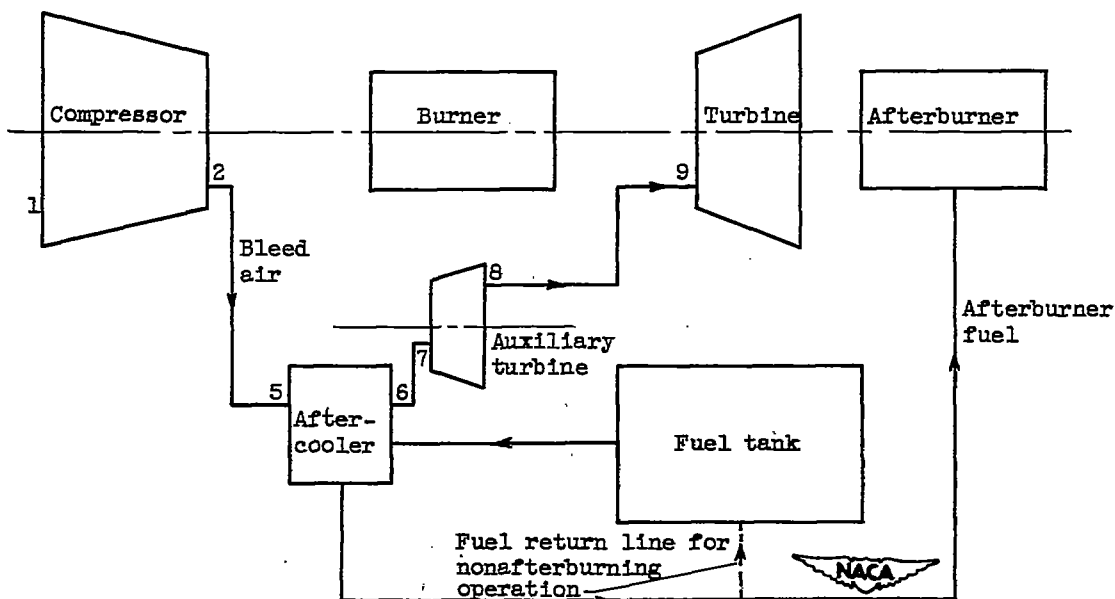 Compressor
Burner
Turbine
Afterburner
2
9
1
Bleed
air
8
Afterburner
fuel
Auxiliary
turbine
7
5
6
After-
cooler
Fuel tank
Fuel return line for
nonafterburning
operation
NACA